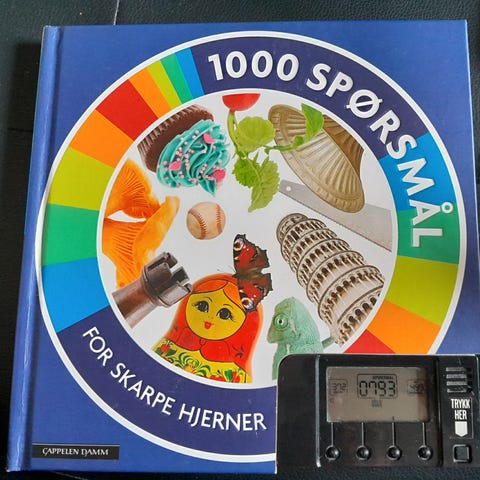 1000 SPØRSMÅL
FOR SKARPE HJERNER
CAPPELEN DAMM
0793
TRYKK
HER